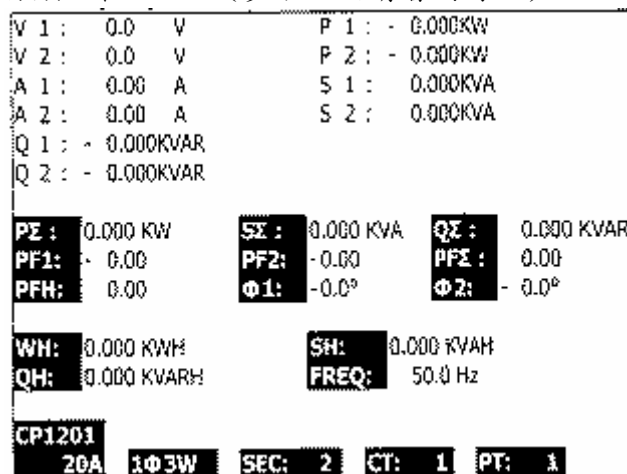 V 1 : 0.0 V P 1 : - 0.000KW
V 2 : 0.0 V P 2 : - 0.000KW
A 1 : 0.00 A S 1 : 0.000KVA
A 2 : 0.00 A S 2 : 0.000KVA
Q 1 : - 0.000KVAR
Q 2 : - 0.000KVAR
PΣ : 0.000 KW SΣ : 0.000 KVA QΣ : 0.000 KVAR
PF1: - 0.00 PF2: -0.00 PFΣ : 0.00
PFH: 0.00 Φ1: -0.0° Φ2: - 0.0°
WH: 0.000 KWH SH: 0.000 KVAH
QH: 0.000 KVARH FREQ: 50.0 Hz
CP1201
20A 1Φ3W SEC: 2 CT: 1 PT: 1